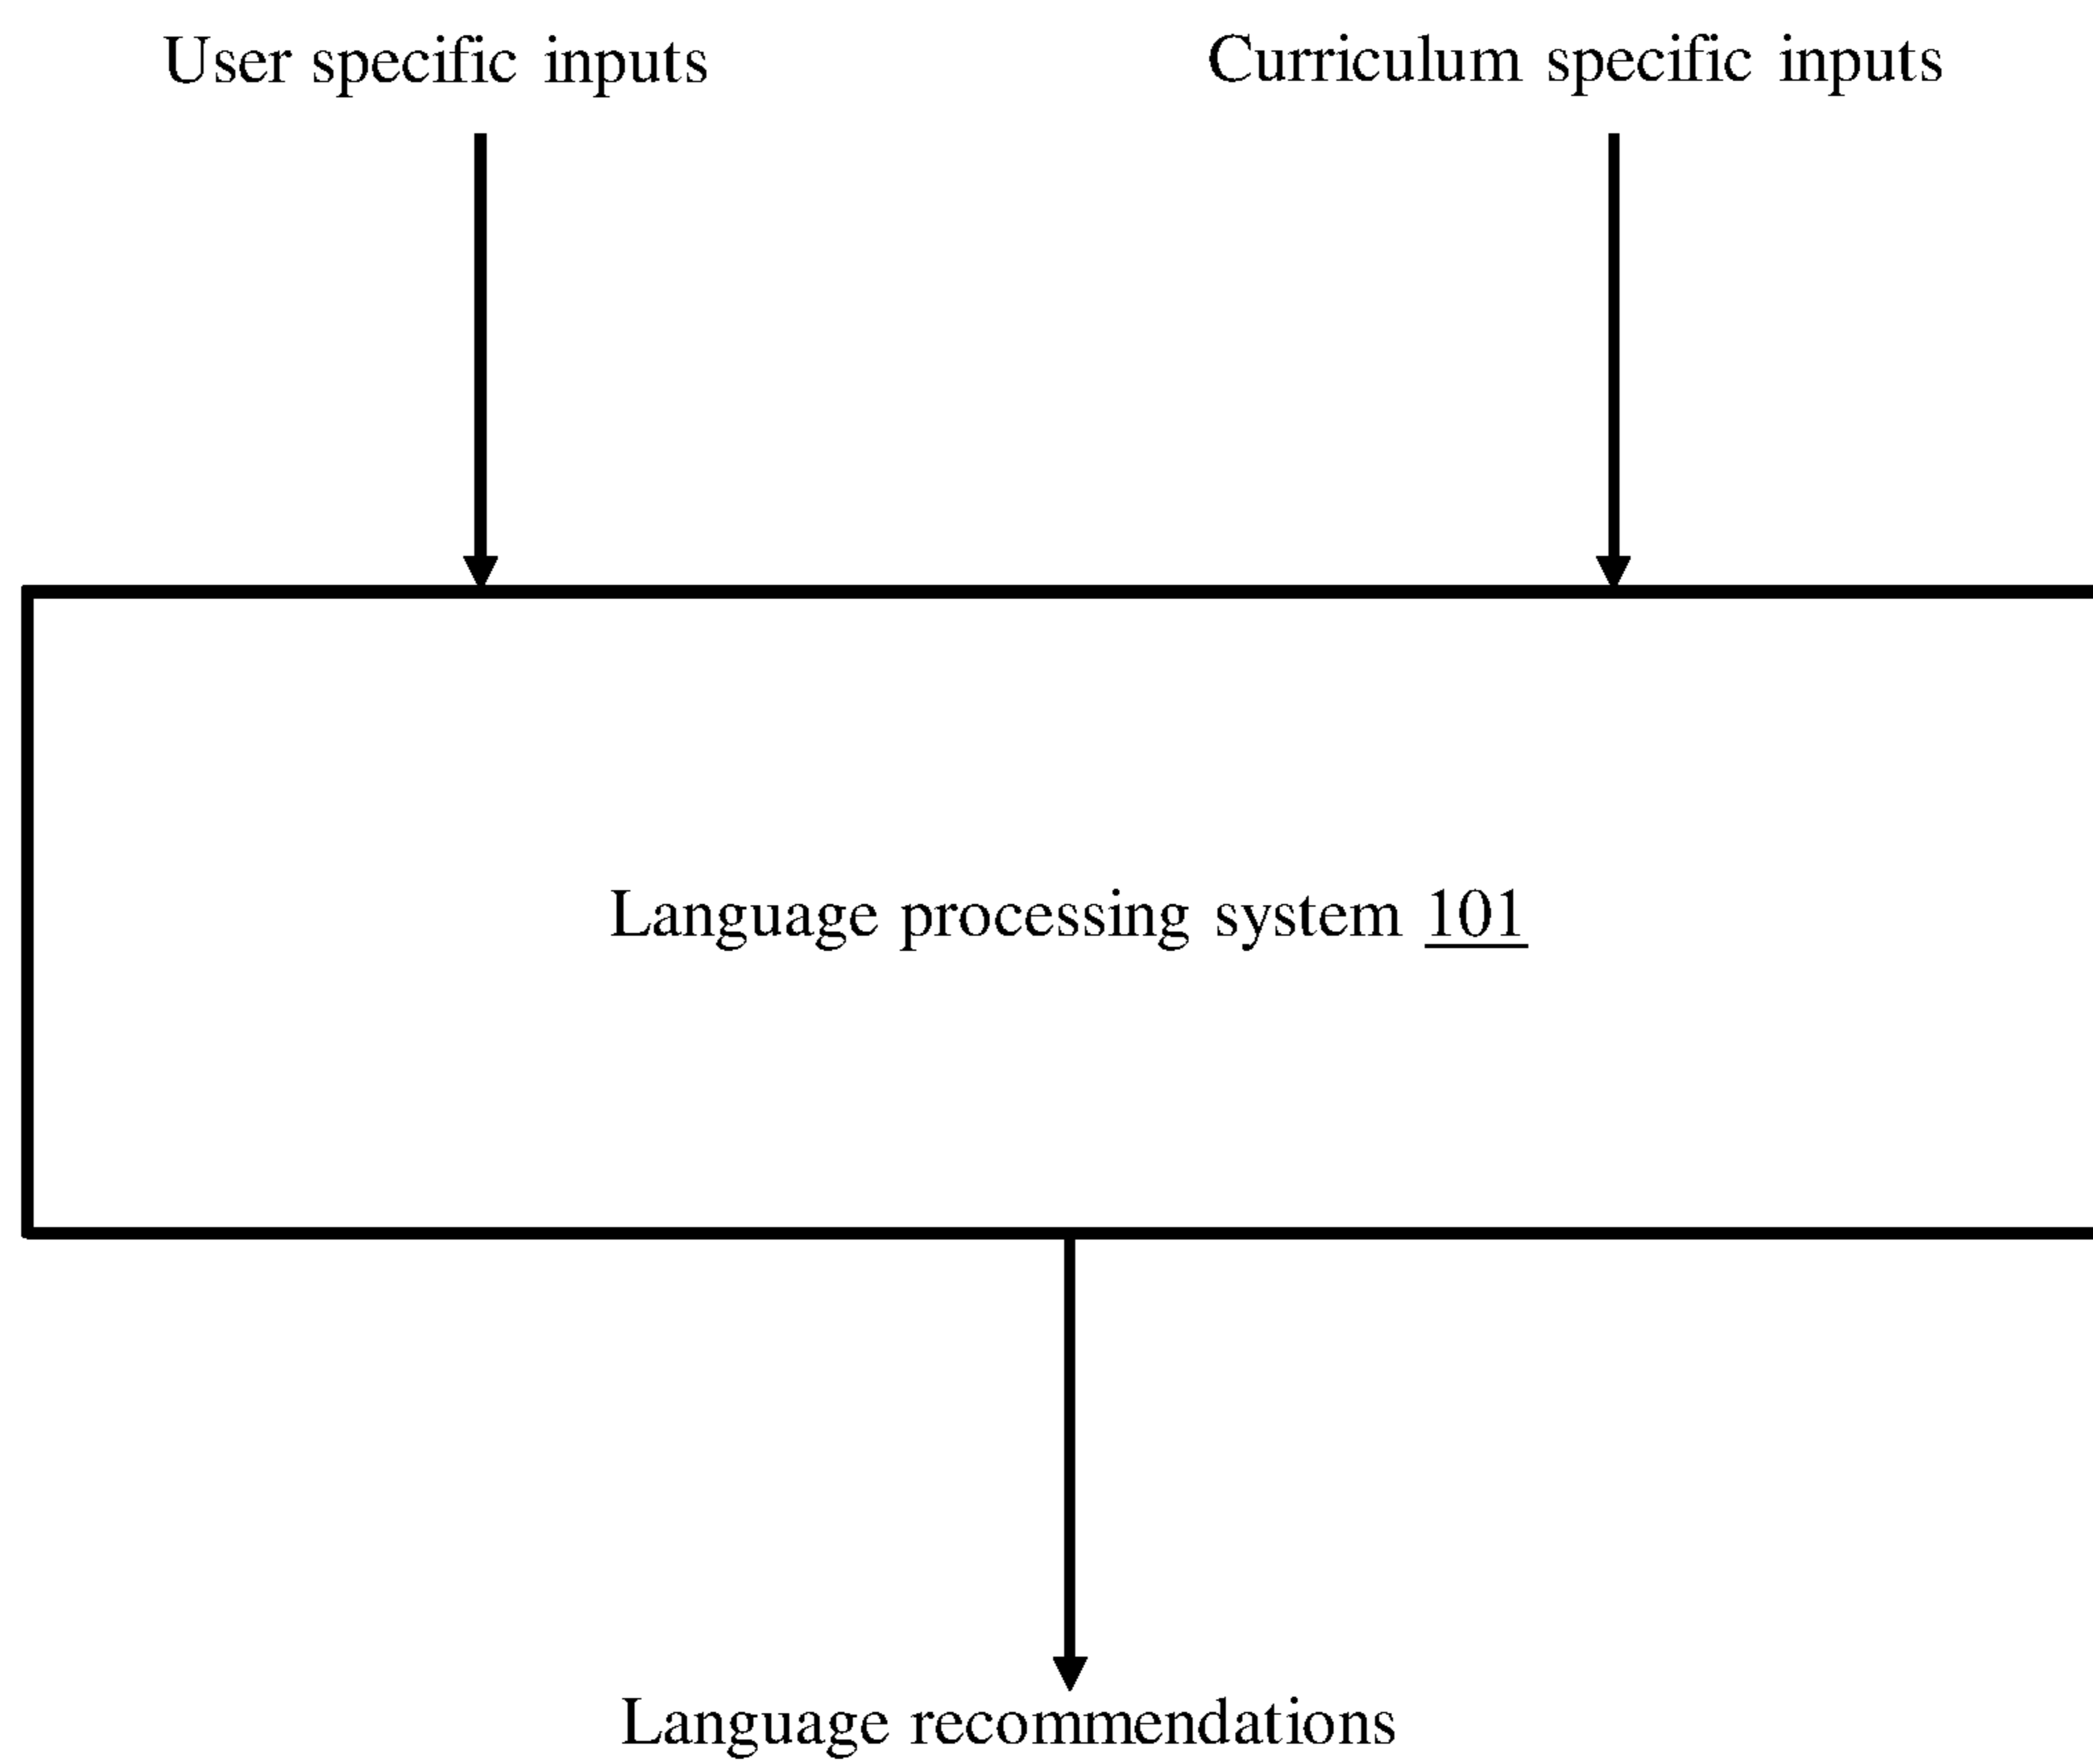 User specific inputs
Curriculum specific inputs
Language processing system 101
Language recommendations